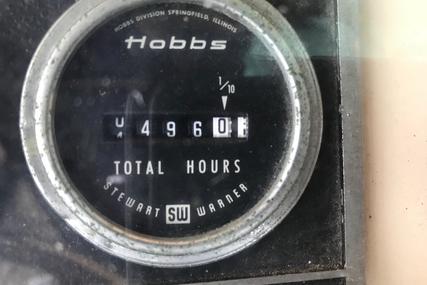 HOBBS DIVISION SPRINGFIELD, ILLINOIS
Hobbs
1/10
4960
TOTAL HOURS
STEWART SW WARNER